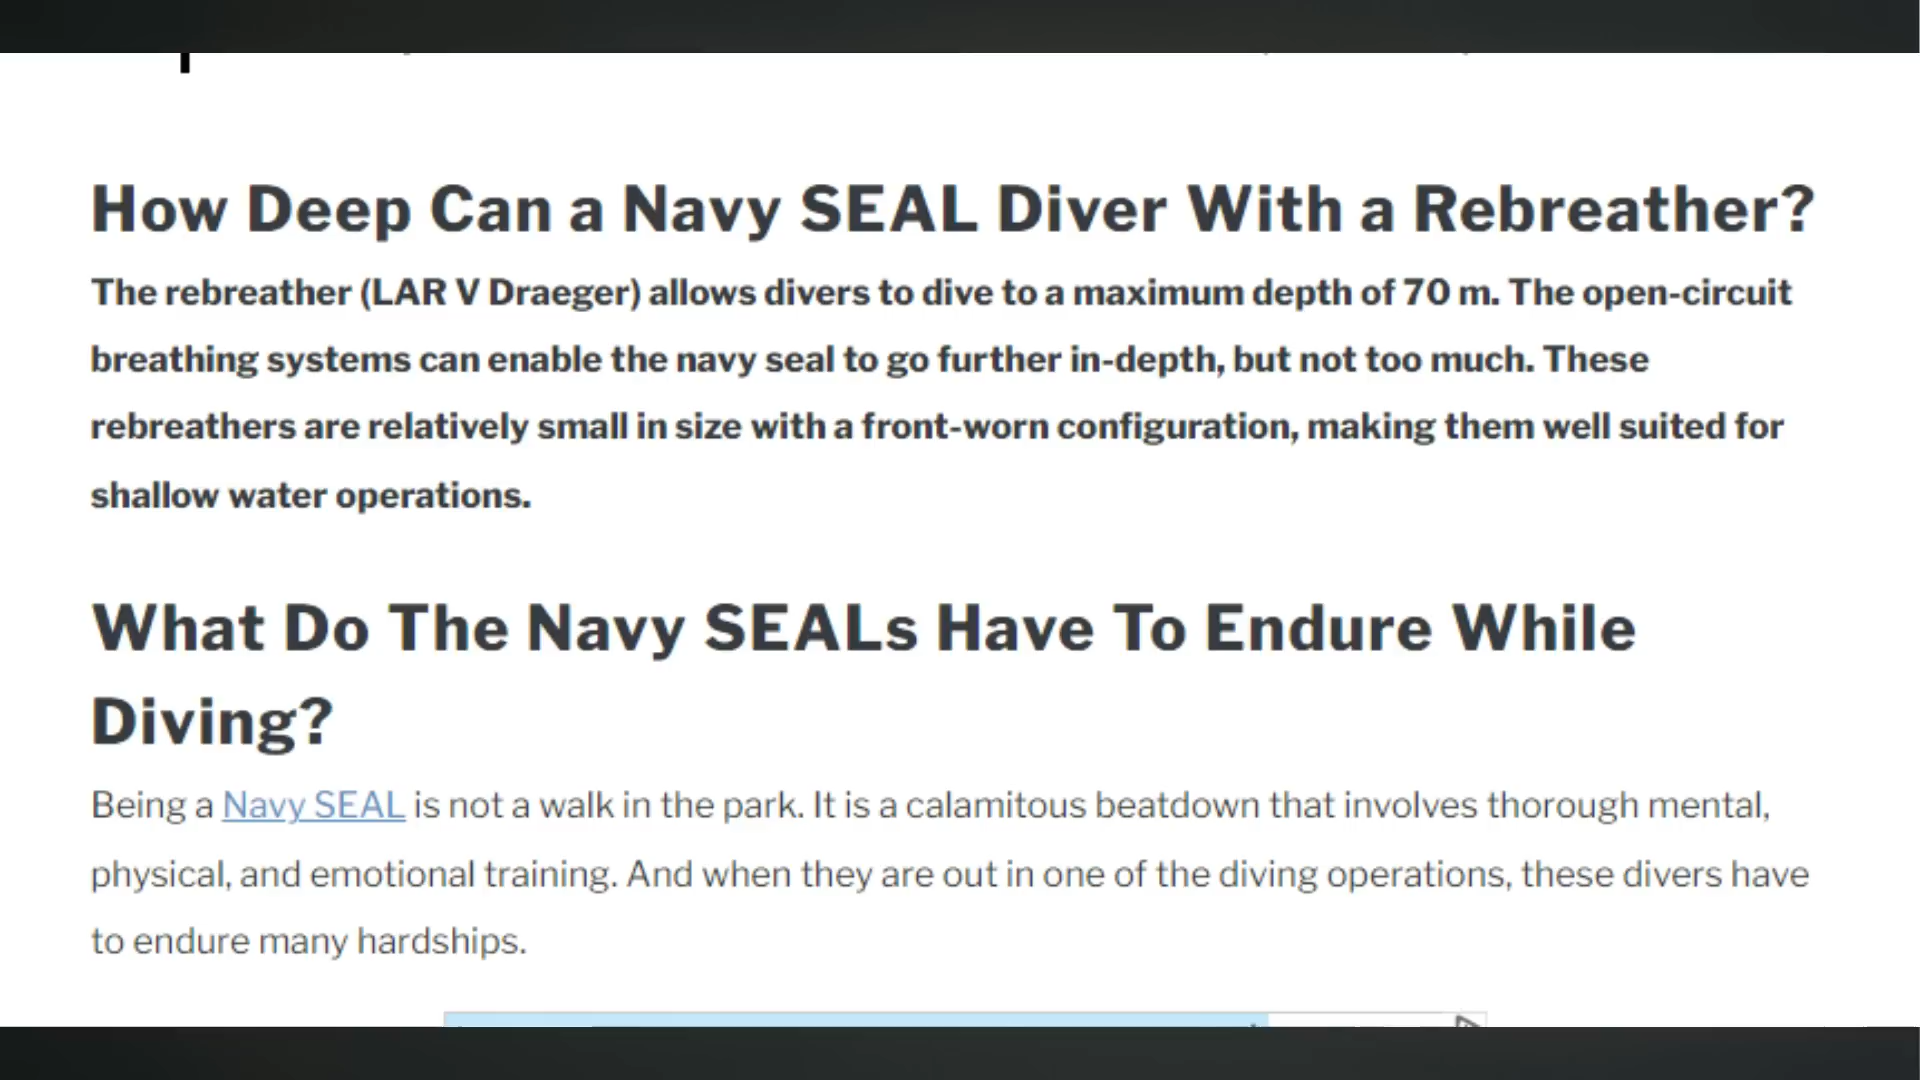 How Deep Can a Navy SEAL Diver With a Rebreather?
The rebreather (LAR V Draeger) allows divers to dive to a maximum depth of 70 m. The open-circuit
breathing systems can enable the navy seal to go further in-depth, but not too much. These
rebreathers are relatively small in size with a front-worn configuration, making them well suited for
shallow water operations.
What Do The Navy SEALs Have To Endure While
Diving?
Being a Navy SEAL is not a walk in the park. It is a calamitous beatdown that involves thorough mental,
physical, and emotional training. And when they are out in one of the diving operations, these divers have
to endure many hardships.